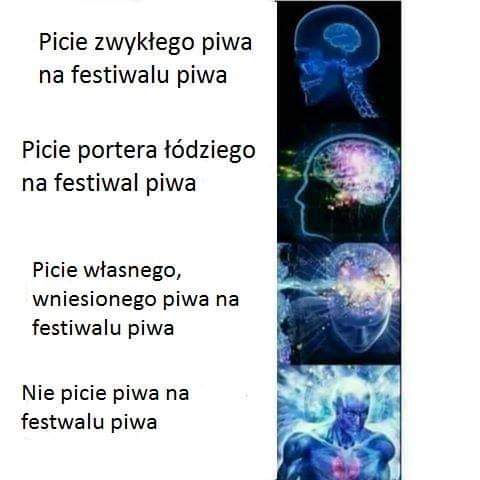 Picie zwykłego piwa
na festiwalu piwa
Picie portera łódziego
na festiwal piwa
Picie własnego,
wniesionego piwa na
festiwalu piwa
Nie picie piwa na
festwalu piwa